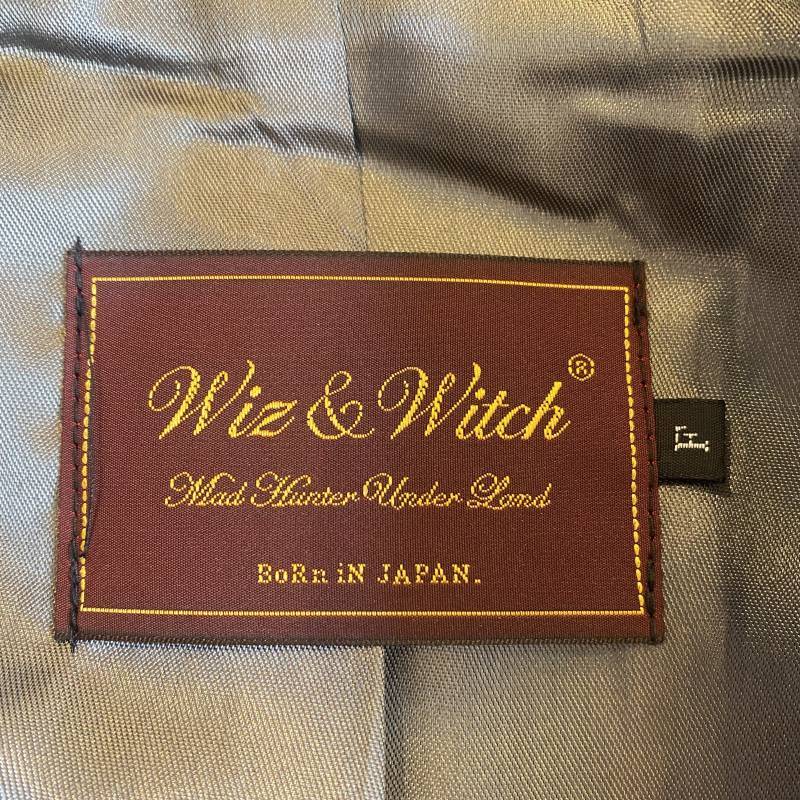 Wiz & Witch®
Mad Hunter Under Land
BoRn iN JAPAN.
F